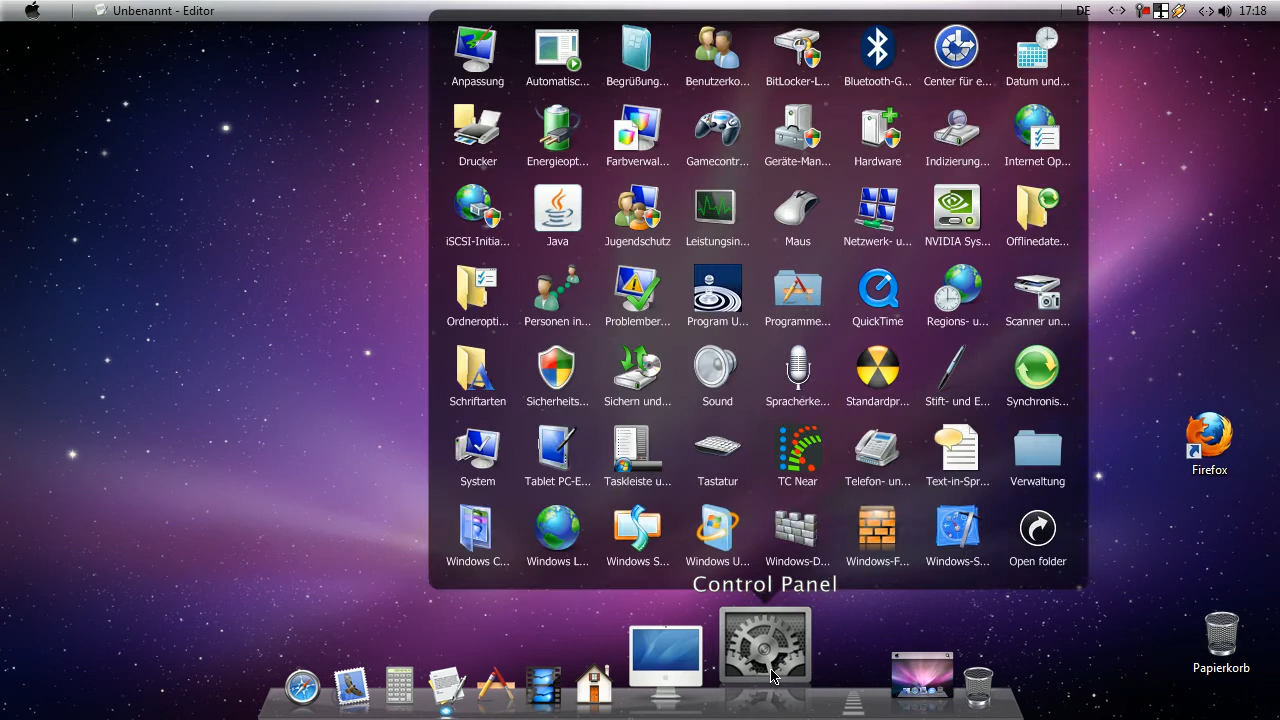 Unbenannt - Editor
DE
17:18
Anpassung
Automatisc...
Begrüßung...
Benutzerko...
BitLocker-L...
Bluetooth-G...
Center für e...
Datum und...
Drucker
Energieopt...
Farbverwal...
Gamecontr...
Geräte-Man...
Hardware
Indizierung...
Internet Op...
iSCSI-Initia...
Java
Jugendschutz
Leistungsin...
Maus
Netzwerk- u...
NVIDIA Sys...
Offlinedate...
Ordneropti...
Personen in...
Problember...
Program U...
Programme...
QuickTime
Regions- u...
Scanner un...
Schriftarten
Sicherheits...
Sichern und...
Sound
Spracherke...
Standardpr...
Stift- und E...
Synchronis...
System
Tablet PC-E...
Taskleiste u...
Tastatur
TC Near
Telefon- un...
Text-in-Spr...
Verwaltung
Windows C...
Windows L...
Windows S...
Windows U...
Windows-D...
Windows-F...
Windows-S...
Open folder
Control Panel
Firefox
Papierkorb